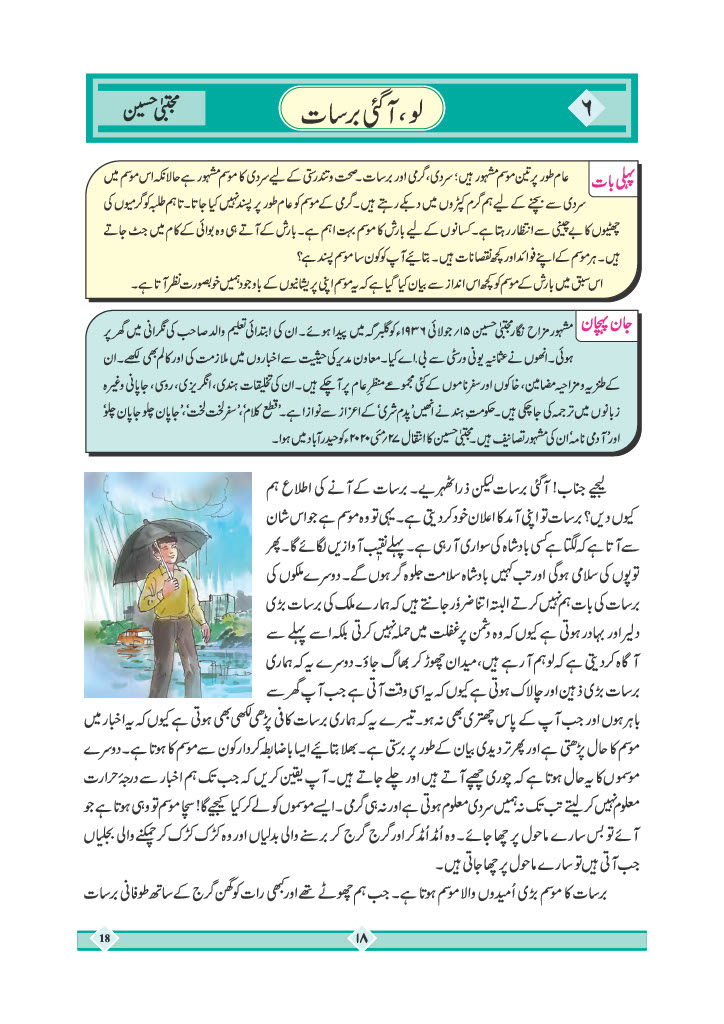 ۶
لو، آ گئی برسات
مجتبیٰ حسین
پہلی بات
عام طور پر تین موسم مشہور ہیں؛ سردی، گرمی اور برسات۔ صحت و تندرستی کے لیے سردی کا موسم مشہور ہے حالانکہ اس موسم میں
سردی سے بچنے کے لیے ہم گرم کپڑوں میں دبکے رہتے ہیں۔ گرمی کے موسم کو عام طور پر پسند نہیں کیا جاتا۔ تاہم طلبہ کو گرمیوں کی
چھٹیوں کا بے چینی سے انتظار رہتا ہے۔ کسانوں کے لیے بارش کا موسم بہت اہم ہے۔ بارش کے آتے ہی وہ بوائی کے کام میں جٹ جاتے
ہیں۔ ہر موسم کے اپنے فوائد اور کچھ نقصانات ہیں۔ بتائیے آپ کو کون سا موسم پسند ہے؟
اس سبق میں بارش کے موسم کو کچھ اس انداز سے بیان کیا گیا ہے کہ یہ موسم اپنی پریشانیوں کے باوجود ہمیں خوبصورت نظر آتا ہے۔
جان پہچان
مشہور مزاح نگار مجتبیٰ حسین ۱۵؍ جولائی ۱۹۳۶ء کو گلبرگہ میں پیدا ہوئے۔ ان کی ابتدائی تعلیم والد صاحب کی نگرانی میں گھر پر
ہوئی۔ انھوں نے عثمانیہ یونی ورسٹی سے بی۔اے کیا۔ معاون مدیر کی حیثیت سے اخباروں میں ملازمت کی اور کالم بھی لکھے۔ ان
کے طنزیہ و مزاحیہ مضامین، خاکوں اور سفر ناموں کے کئی مجموعے منظرِ عام پر آ چکے ہیں۔ ان کی تخلیقات ہندی، انگریزی، روسی، جاپانی وغیرہ
زبانوں میں ترجمہ کی جا چکی ہیں۔ حکومتِ ہند نے انھیں 'پدم شری' کے اعزاز سے نوازا ہے۔ 'قطعِ کلام'، 'سفر لخت لخت'، 'جاپان چلو جاپان چلو'
اور 'آدمی نامہ' ان کی مشہور تصانیف ہیں۔ مجتبیٰ حسین کا انتقال ۲۷؍ مئی ۲۰۲۰ء کو حیدر آباد میں ہوا۔
لیجیے جناب! آ گئی برسات لیکن ذرا ٹھہریے۔ برسات کے آنے کی اطلاع ہم
کیوں دیں؟ برسات تو اپنی آمد کا اعلان خود کردیتی ہے۔ یہی تو وہ موسم ہے جو اس شان
سے آتا ہے کہ لگتا ہے کسی بادشاہ کی سواری آ رہی ہے۔ پہلے نقیب آوازیں لگائے گا۔ پھر
توپوں کی سلامی ہوگی اور تب کہیں بادشاہ سلامت جلوہ گر ہوں گے۔ دوسرے ملکوں کی
برسات کی بات ہم نہیں کرتے البتہ اتنا ضرور جانتے ہیں کہ ہمارے ملک کی برسات بڑی
دلیر اور بہادر ہوتی ہے کیوں کہ وہ دشمن پر غفلت میں حملہ نہیں کرتی بلکہ اسے پہلے سے
آگاہ کردیتی ہے کہ لو ہم آ رہے ہیں، میدان چھوڑ کر بھاگ جاؤ۔ دوسرے یہ کہ ہماری
برسات بڑی ذہین اور چالاک ہوتی ہے کیوں کہ یہ اسی وقت آتی ہے جب آپ گھر سے
باہر ہوں اور جب آپ کے پاس چھتری بھی نہ ہو۔ تیسرے یہ کہ ہماری برسات کافی پڑھی لکھی بھی ہوتی ہے کیوں کہ یہ اخبار میں
موسم کا حال پڑھتی ہے اور پھر تردیدی بیان کے طور پر برستی ہے۔ بھلا بتائیے ایسا باضابطہ کردار کون سے موسم کا ہوتا ہے۔ دوسرے
موسموں کا یہ حال ہوتا ہے کہ چوری چھپے آتے ہیں اور چلے جاتے ہیں۔ آپ یقین کریں کہ جب تک ہم اخبار سے درجۂ حرارت
معلوم نہیں کر لیتے تب تک نہ ہمیں سردی معلوم ہوتی ہے اور نہ ہی گرمی۔ ایسے موسموں کو لے کر کیا کیجیے گا! سچا موسم تو وہی ہوتا ہے جو
آئے تو بس سارے ماحول پر چھا جائے۔ وہ اُمڈ اُمڈ کر اور گرج گرج کر برسنے والی بدلیاں اور وہ کڑک کڑک کر چمکنے والی بجلیاں
جب آتی ہیں تو سارے ماحول پر چھا جاتی ہیں۔
برسات کا موسم بڑی اُمیدوں والا موسم ہوتا ہے۔ جب ہم چھوٹے تھے اور کبھی رات کو گھن گرج کے ساتھ طوفانی برسات
۱۸
18